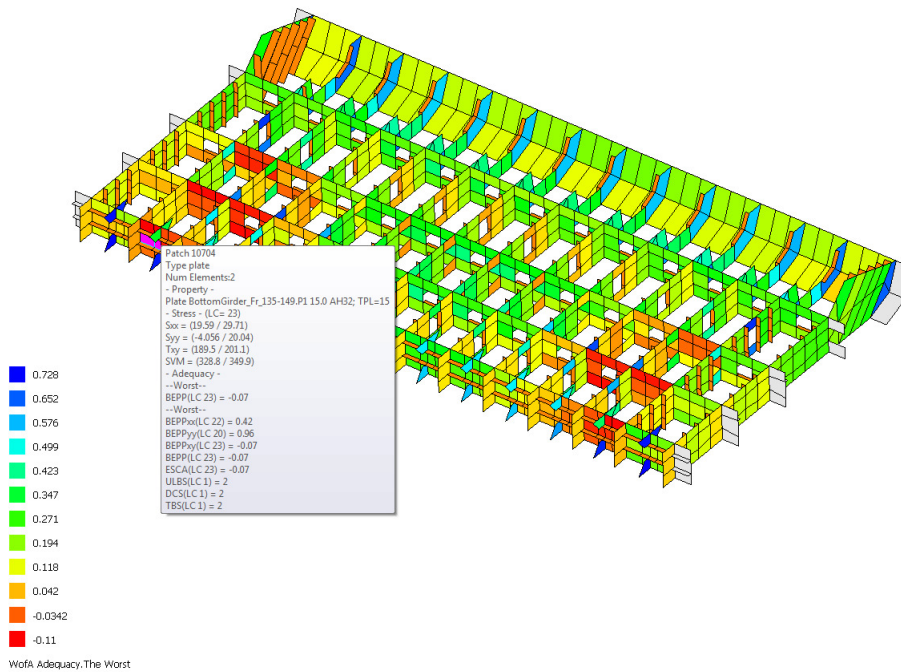 Patch 10704
Type plate
Num Elements:2
- Property -
Plate BottomGirder_Fr_135-149.P1 15.0 AH32; TPL=15
- Stress - (LC= 23)
Sxx = (19.59 / 29.71)
Syy = (-4.056 / 20.04)
Txy = (189.5 / 201.1)
SVM = (328.8 / 349.9)
- Adequacy -
--Worst--
BEPP(LC 23) = -0.07
--Worst--
BEPPxx(LC 22) = 0.42
BEPPyy(LC 20) = 0.96
BEPPxy(LC 23) = -0.07
BEPP(LC 23) = -0.07
ESCA(LC 23) = -0.07
ULBS(LC 1) = 2
DCS(LC 1) = 2
TBS(LC 1) = 2
0.728
0.652
0.576
0.499
0.423
0.347
0.271
0.194
0.118
0.042
-0.0342
-0.11
WofA Adequacy.The Worst